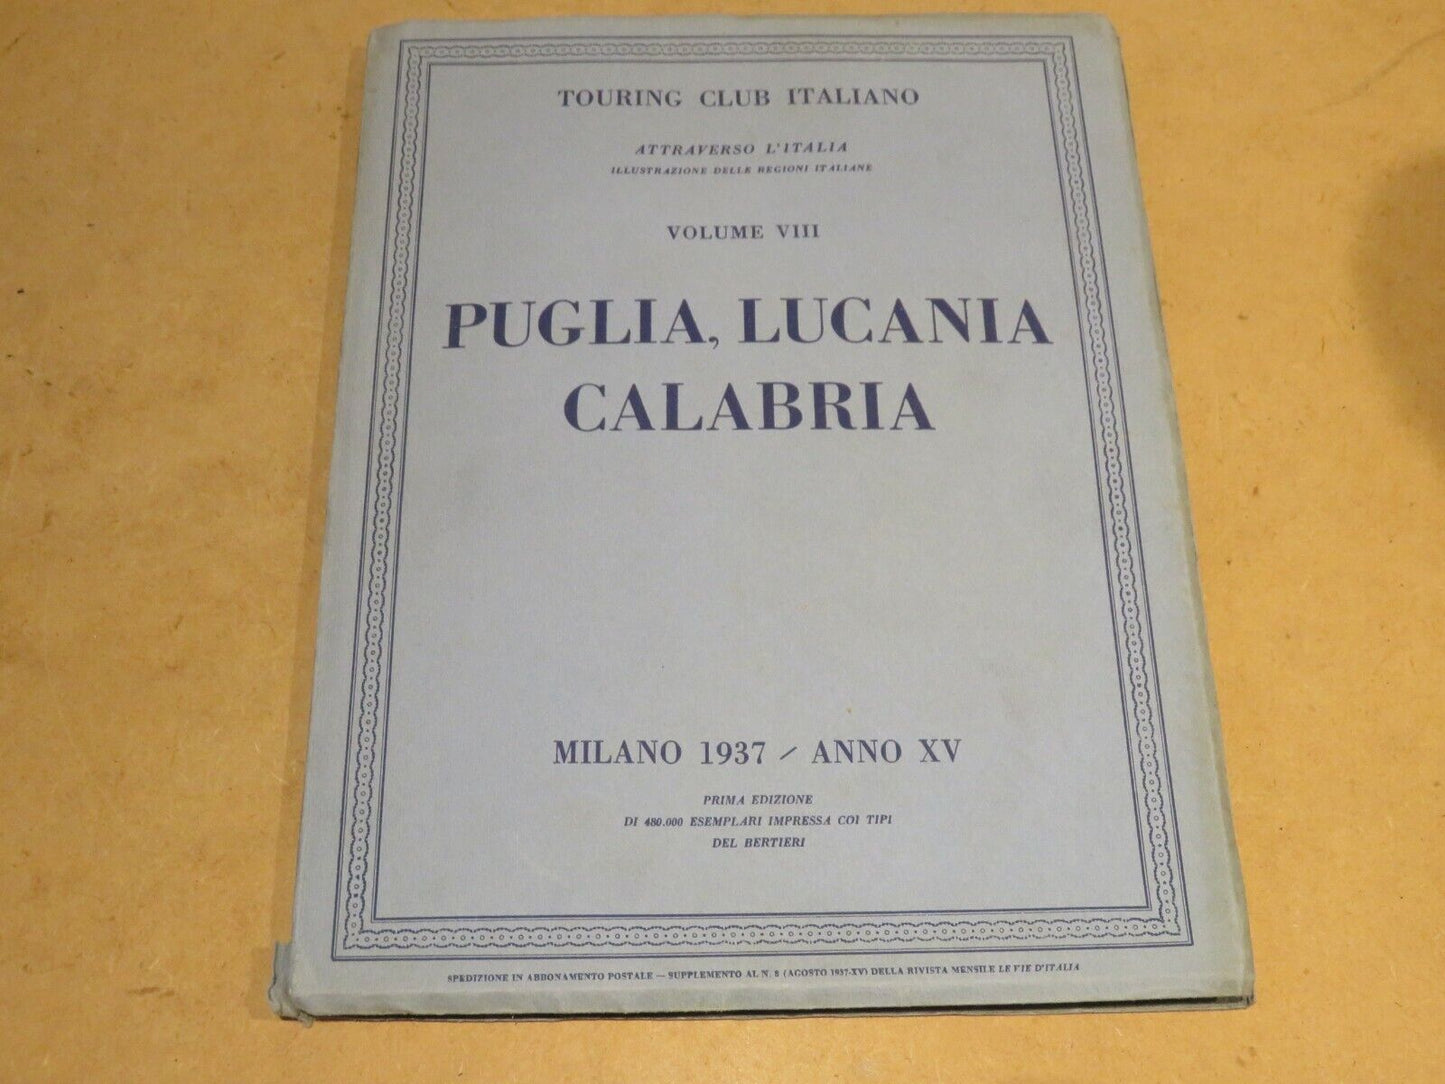 TOURING CLUB ITALIANO
ATTRAVERSO L'ITALIA
ILLUSTRAZIONE DELLE REGIONI ITALIANE
VOLUME VIII
PUGLIA, LUCANIA
CALABRIA
MILANO 1937 / ANNO XV
PRIMA EDIZIONE
DI 480.000 ESEMPLARI IMPRESSA COI TIPI
DEL BERTIERI
SPEDIZIONE IN ABBONAMENTO POSTALE — SUPPLEMENTO AL N. 8 (AGOSTO 1937-XV) DELLA RIVISTA MENSILE LE VIE D'ITALIA